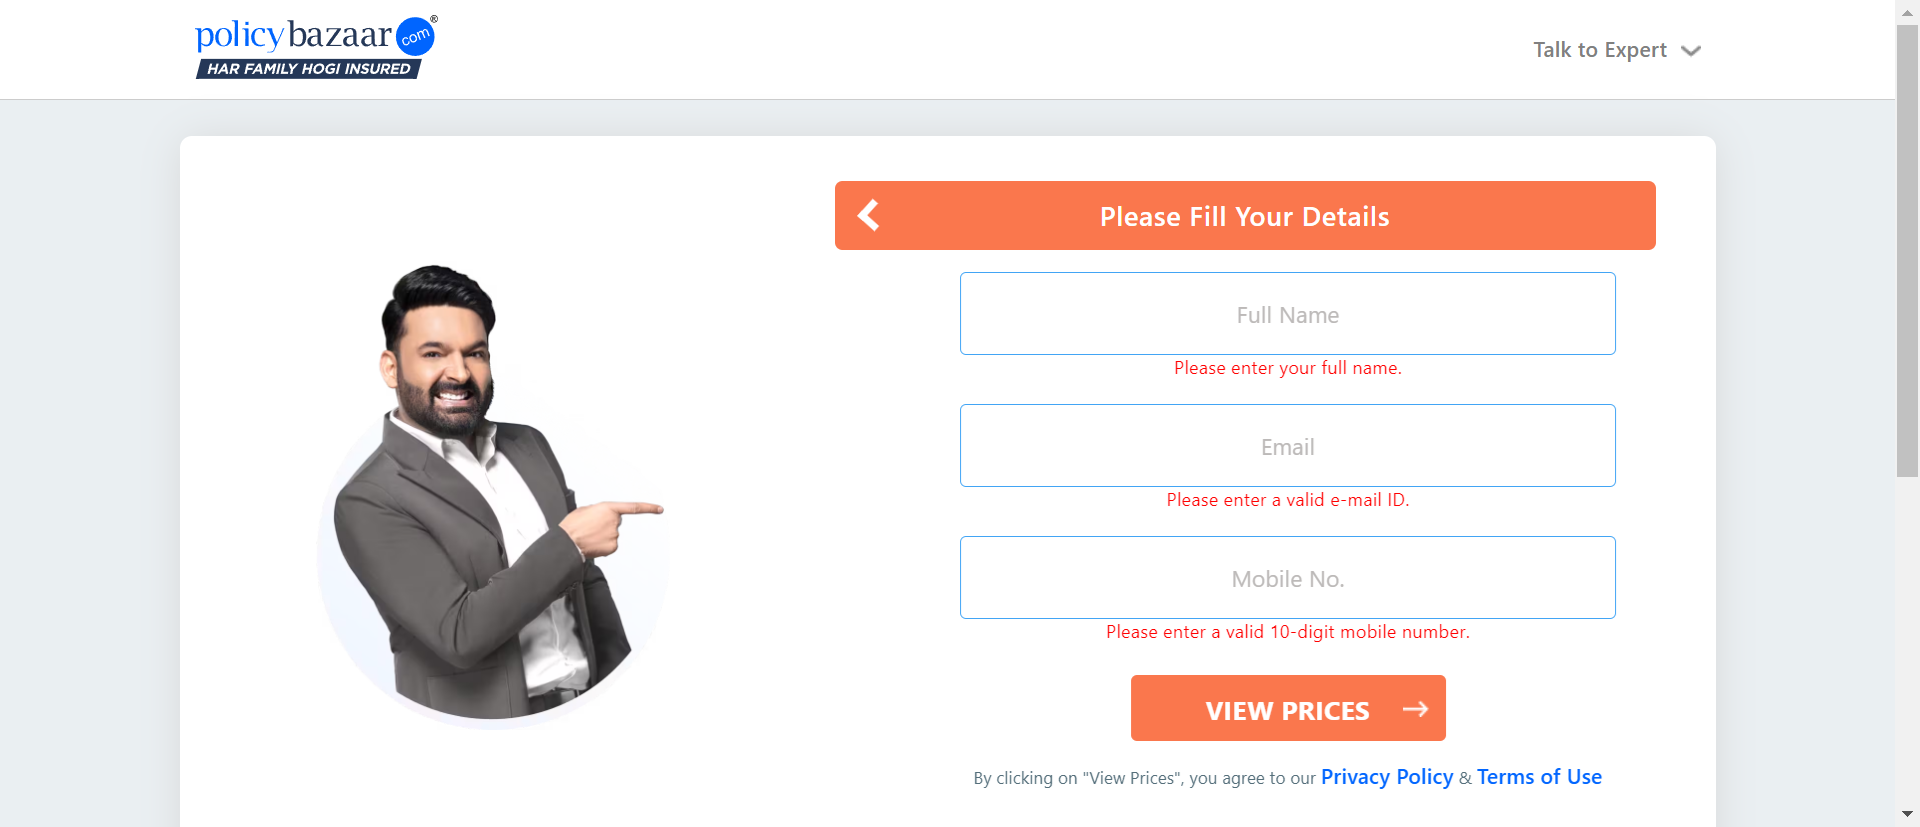 policybazaar.com®
HAR FAMILY HOGI INSURED
Talk to Expert
Please Fill Your Details
Full Name
Please enter your full name.
Email
Please enter a valid e-mail ID.
Mobile No.
Please enter a valid 10-digit mobile number.
VIEW PRICES
By clicking on "View Prices", you agree to our Privacy Policy & Terms of Use